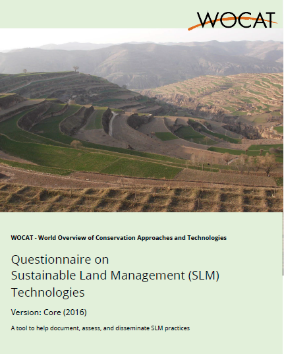 WOCAT
WOCAT - World Overview of Conservation Approaches and Technologies
Questionnaire on
Sustainable Land Management (SLM)
Technologies
Version: Core (2016)
A tool to help document, assess, and disseminate SLM practices